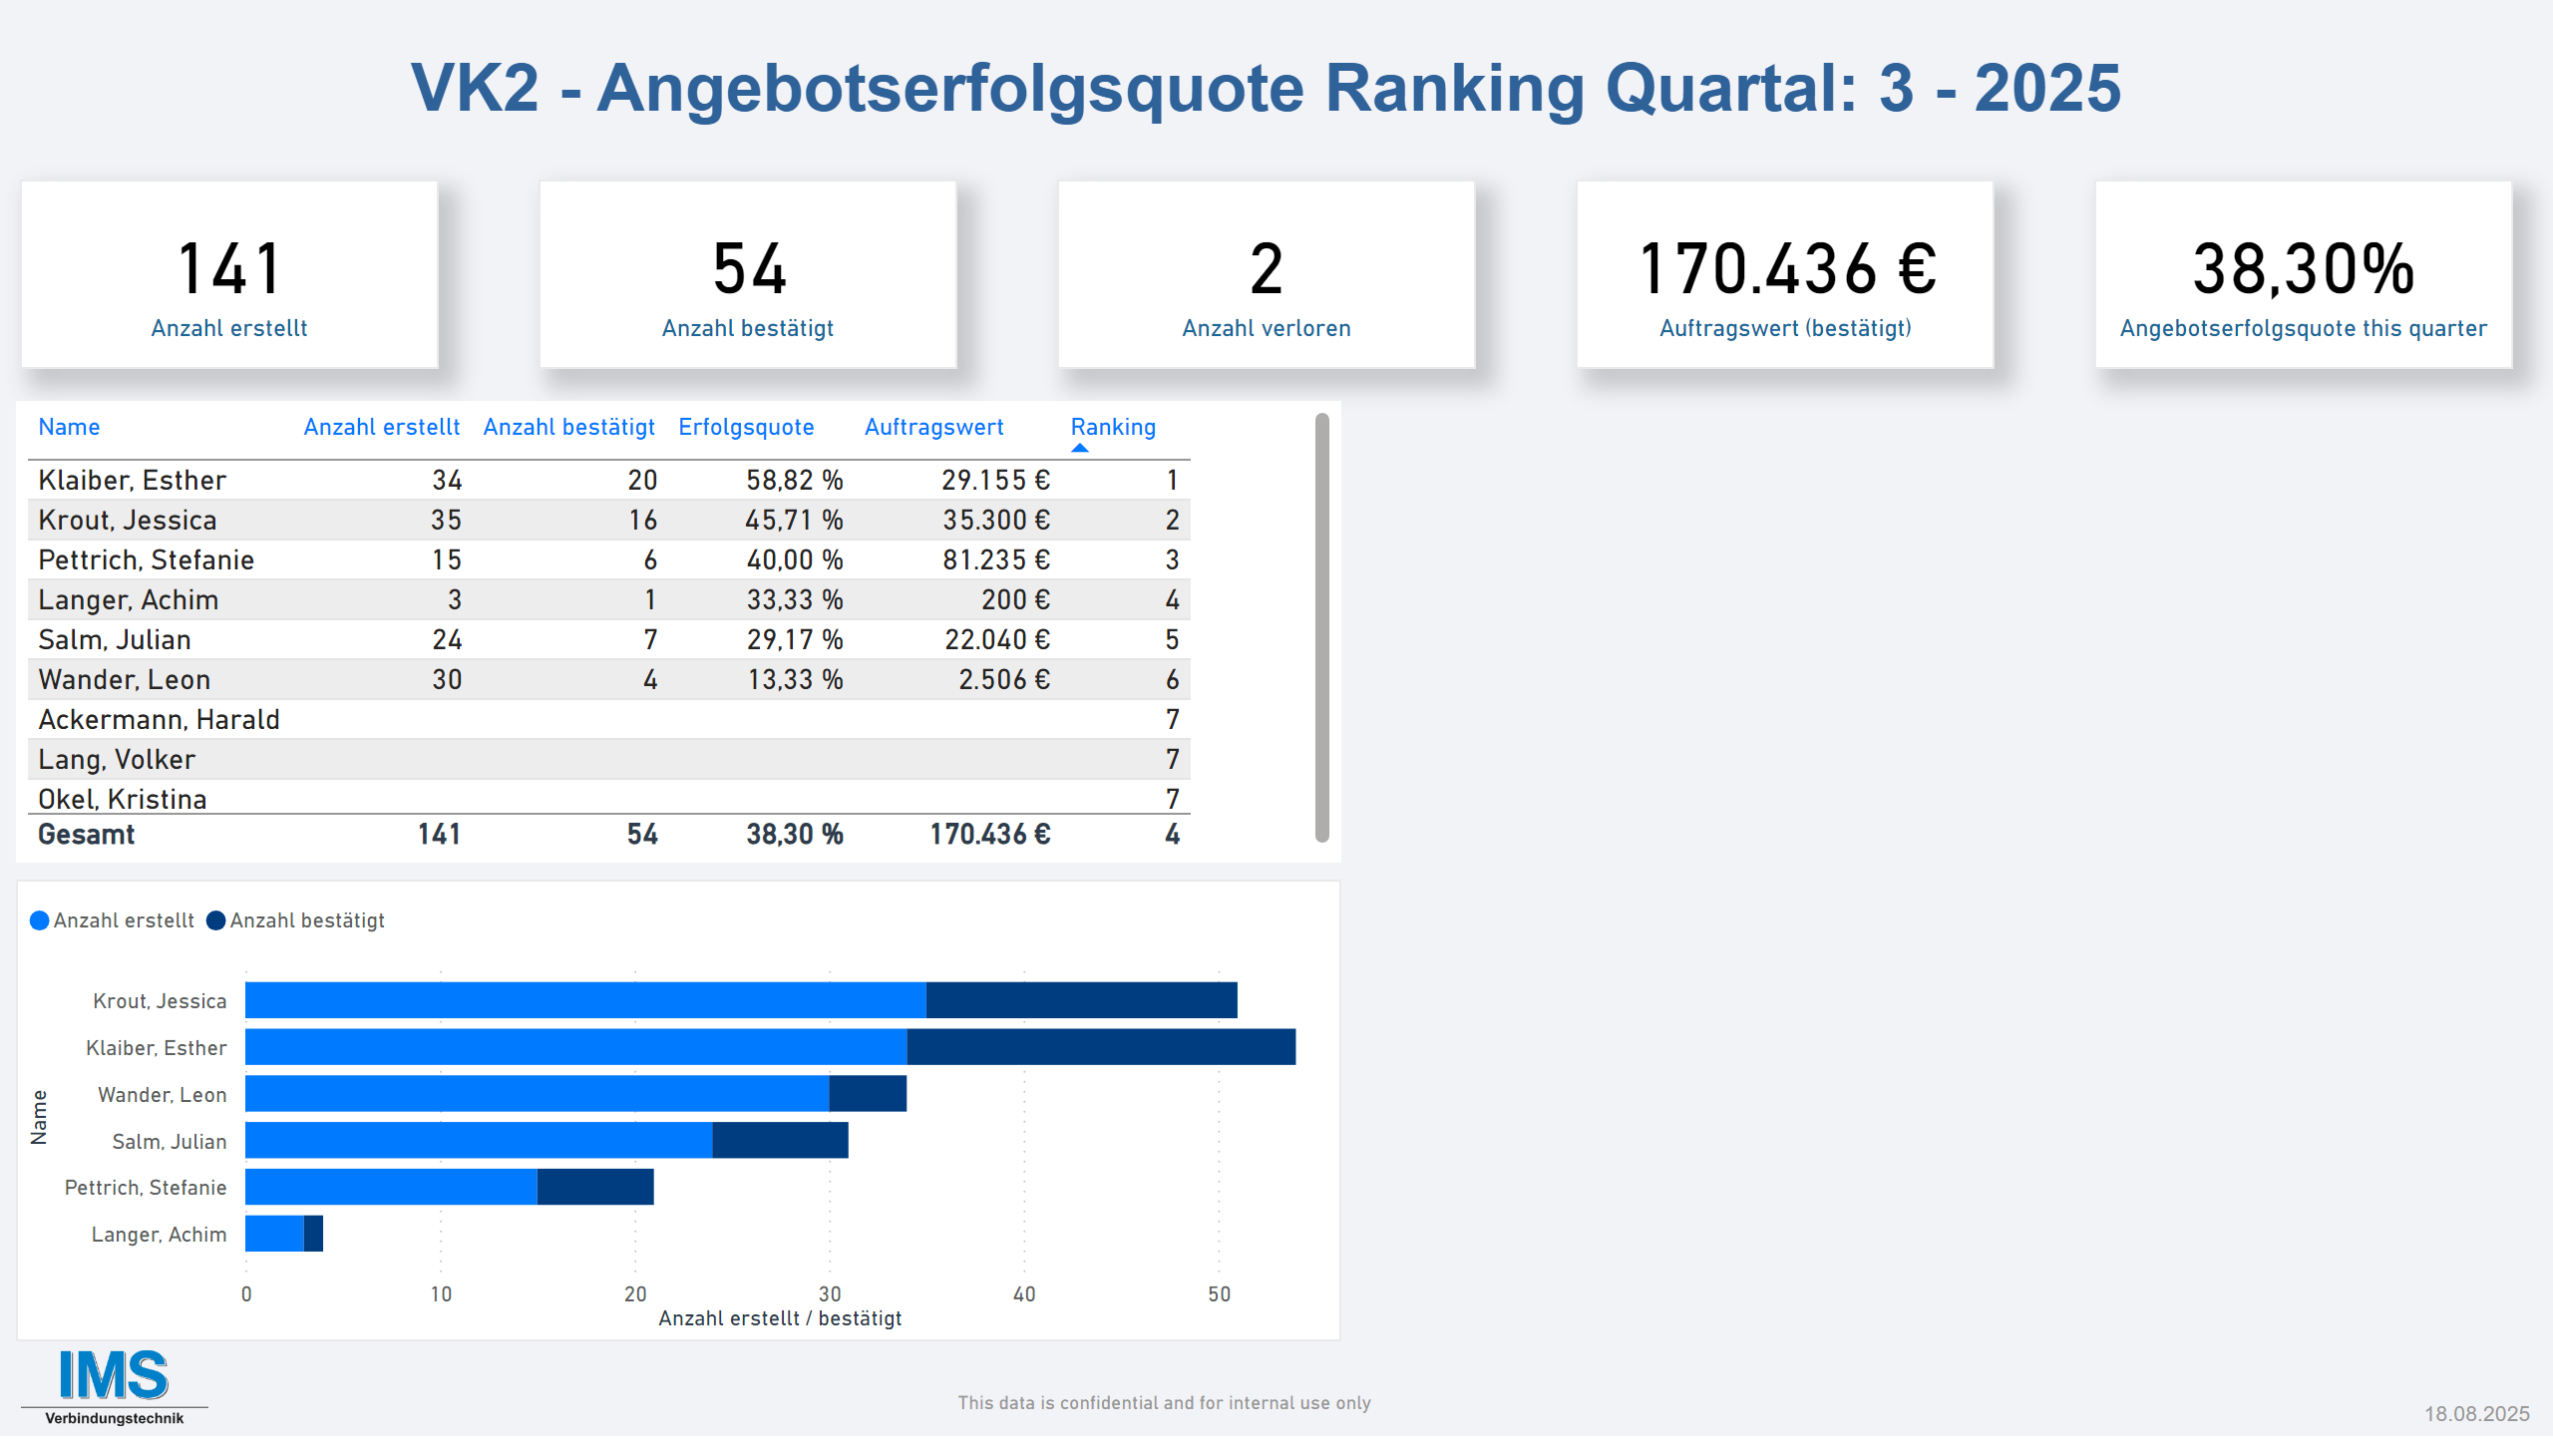 VK2 - Angebotserfolgsquote Ranking Quartal: 3 - 2025
141
Anzahl erstellt
54
Anzahl bestätigt
2
Anzahl verloren
170.436 €
Auftragswert (bestätigt)
38,30%
Angebotserfolgsquote this quarter
Name Anzahl erstellt Anzahl bestätigt Erfolgsquote Auftragswert Ranking
Klaiber, Esther 34 20 58,82 % 29.155 € 1
Krout, Jessica 35 16 45,71 % 35.300 € 2
Pettrich, Stefanie 15 6 40,00 % 81.235 € 3
Langer, Achim 3 1 33,33 % 200 € 4
Salm, Julian 24 7 29,17 % 22.040 € 5
Wander, Leon 30 4 13,33 % 2.506 € 6
Ackermann, Harald 7
Lang, Volker 7
Okel, Kristina 7
Gesamt 141 54 38,30 % 170.436 € 4
Anzahl erstellt Anzahl bestätigt
Name
Krout, Jessica
Klaiber, Esther
Wander, Leon
Salm, Julian
Pettrich, Stefanie
Langer, Achim
0 10 20 30 40 50
Anzahl erstellt / bestätigt
IMS
Verbindungstechnik
This data is confidential and for internal use only
18.08.2025